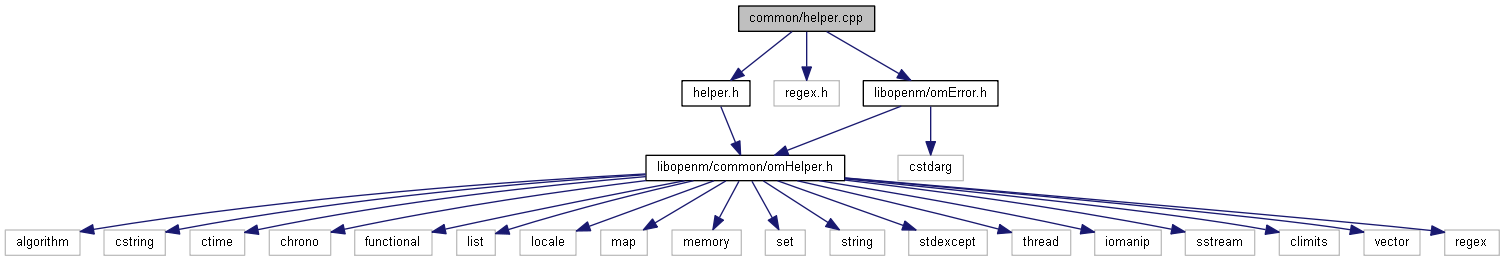 common/helper.cpp
helper.h
regex.h
libopenm/omError.h
libopenm/common/omHelper.h
cstdarg
algorithm
cstring
ctime
chrono
functional
list
locale
map
memory
set
string
stdexcept
thread
iomanip
sstream
climits
vector
regex